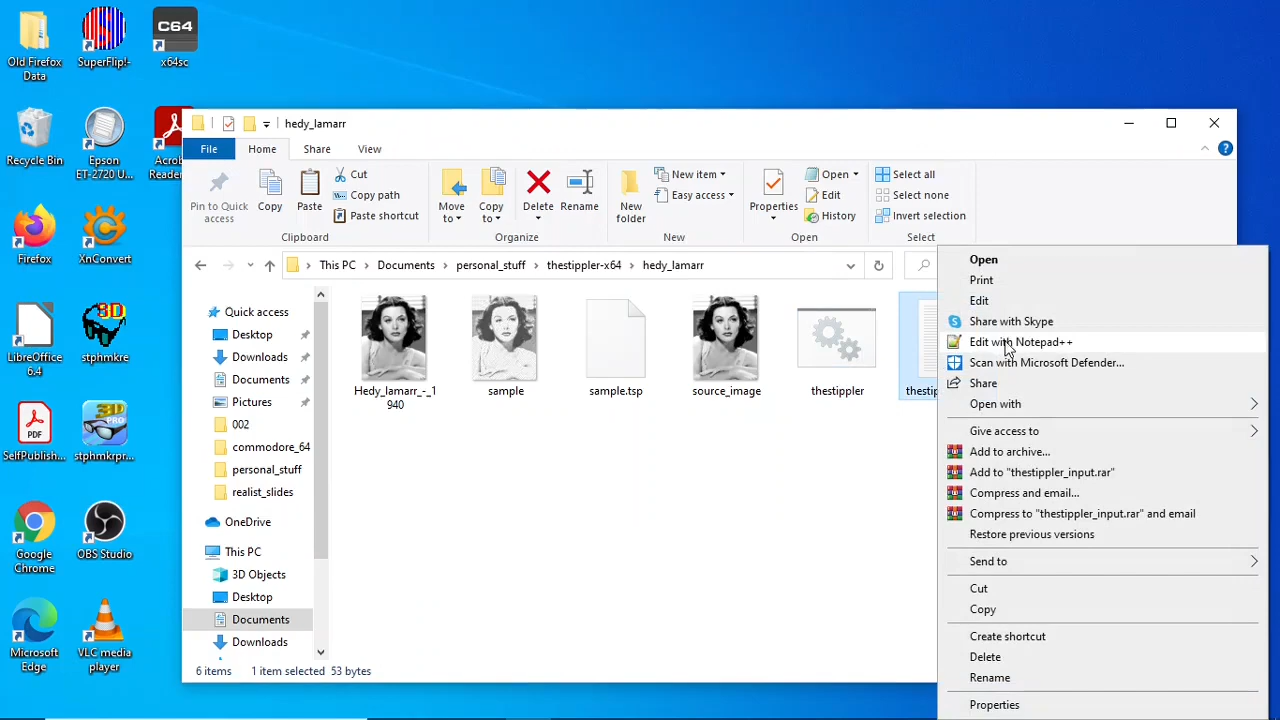 Old Firefox
Data
SuperFlip!-
C64
x64sc
Recycle Bin
Epson
ET-2720 U...
Acrob
Reader
Firefox
XnConvert
LibreOffice
6.4
3D
stphmkre
PDF
SelfPublish...
3D
PRO
stphmkrpr...
Google
Chrome
OBS Studio
Microsoft
Edge
VLC media
player
hedy_lamarr
File
Home
Share
View
Pin to Quick
access
Copy
Paste
Cut
Copy path
Paste shortcut
Clipboard
Move
to
Copy
to
Delete
Rename
Organize
New
folder
New item
Easy access
New
Properties
Open
Edit
History
Open
Select all
Select none
Invert selection
Select
This PC
Documents
personal_stuff
thestippler-x64
hedy_lamarr
Quick access
Desktop
Downloads
Documents
Pictures
002
commodore_64
personal_stuff
realist_slides
OneDrive
This PC
3D Objects
Desktop
Documents
Downloads
Hedy_lamarr_-_1
940
sample
sample.tsp
source_image
thestippler
thestip
6 items
1 item selected 53 bytes
Open
Print
Edit
Share with Skype
Edit with Notepad++
Scan with Microsoft Defender...
Share
Open with
Give access to
Add to archive...
Add to "thestippler_input.rar"
Compress and email...
Compress to "thestippler_input.rar" and email
Restore previous versions
Send to
Cut
Copy
Create shortcut
Delete
Rename
Properties